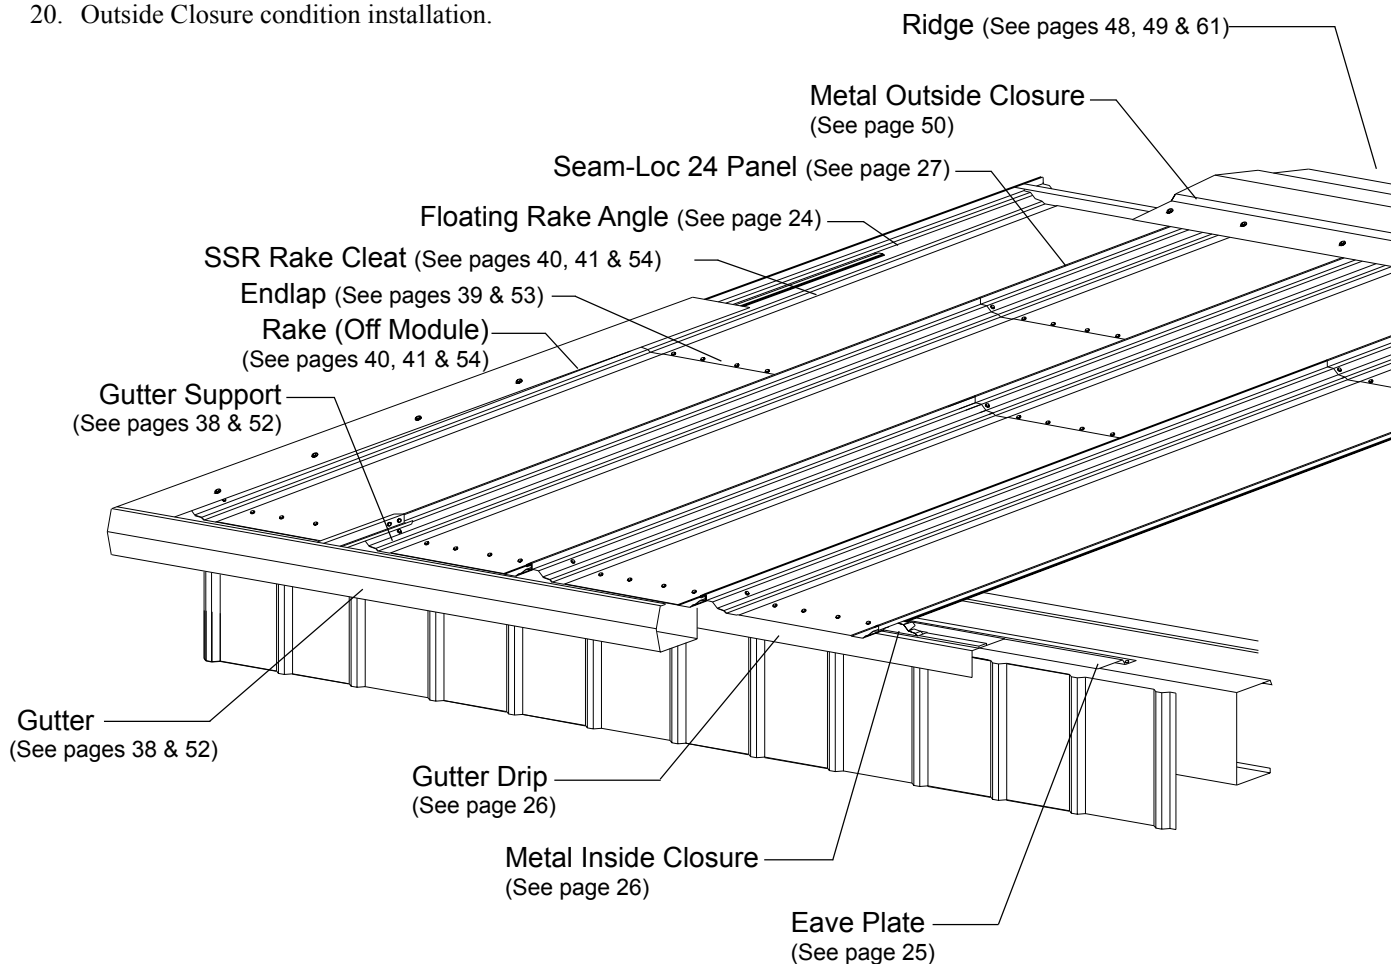 20. Outside Closure condition installation.
Ridge (See pages 48, 49 & 61)
Metal Outside Closure
(See page 50)
Seam-Loc 24 Panel (See page 27)
Floating Rake Angle (See page 24)
SSR Rake Cleat (See pages 40, 41 & 54)
Endlap (See pages 39 & 53)
Rake (Off Module)
(See pages 40, 41 & 54)
Gutter Support
(See pages 38 & 52)
Gutter
(See pages 38 & 52)
Gutter Drip
(See page 26)
Metal Inside Closure
(See page 26)
Eave Plate
(See page 25)